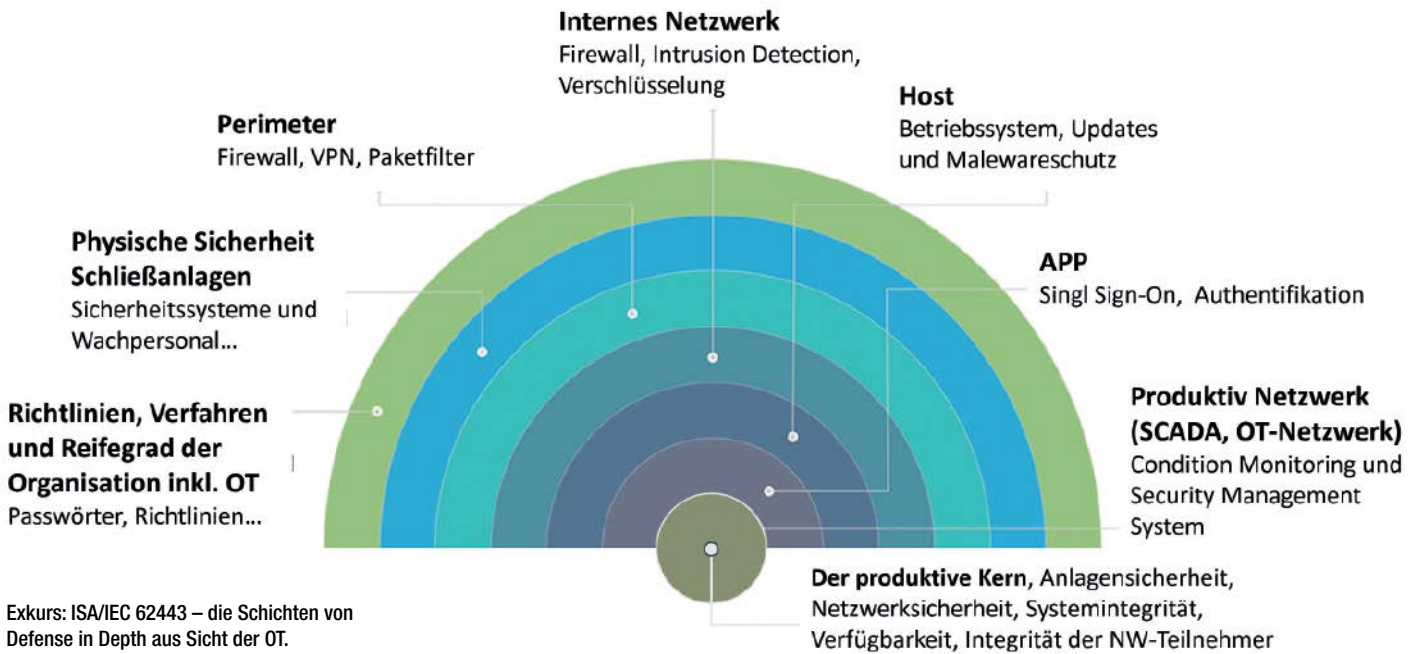 Internes Netzwerk
Firewall, Intrusion Detection,
Verschlüsselung
Host
Betriebssystem, Updates
und Malewareschutz
Perimeter
Firewall, VPN, Paketfilter
Physische Sicherheit
Schließanlagen
Sicherheitssysteme und
Wachpersonal...
APP
Singl Sign-On, Authentifikation
Richtlinien, Verfahren
und Reifegrad der
Organisation inkl. OT
Passwörter, Richtlinien...
Produktiv Netzwerk
(SCADA, OT-Netzwerk)
Condition Monitoring und
Security Management
System
Der produktive Kern, Anlagensicherheit,
Netzwerksicherheit, Systemintegrität,
Verfügbarkeit, Integrität der NW-Teilnehmer
Exkurs: ISA/IEC 62443 – die Schichten von
Defense in Depth aus Sicht der OT.